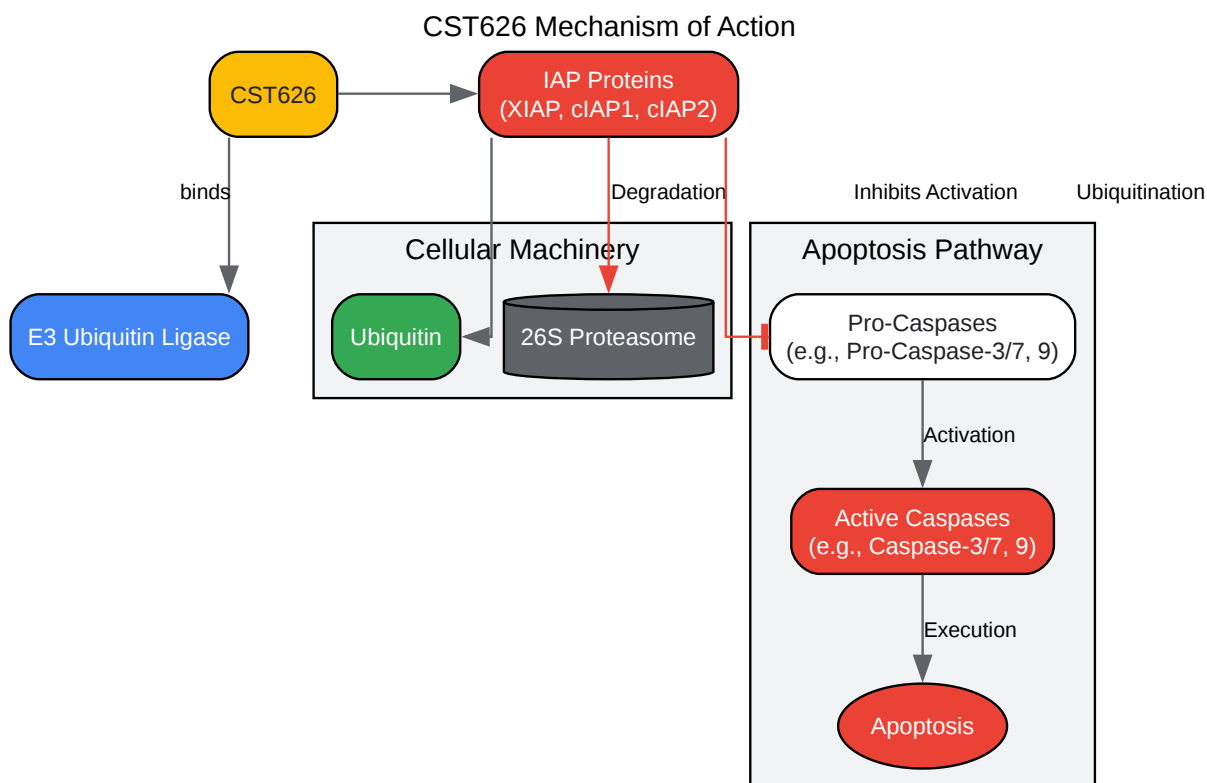 CST626 Mechanism of Action
CST626
IAP Proteins
(XIAP, cIAP1, cIAP2)
binds
Degradation
Inhibits Activation
Ubiquitination
Cellular Machinery
Apoptosis Pathway
E3 Ubiquitin Ligase
Ubiquitin
26S Proteasome
Pro-Caspases
(e.g., Pro-Caspase-3/7, 9)
Activation
Active Caspases
(e.g., Caspase-3/7, 9)
Execution
Apoptosis